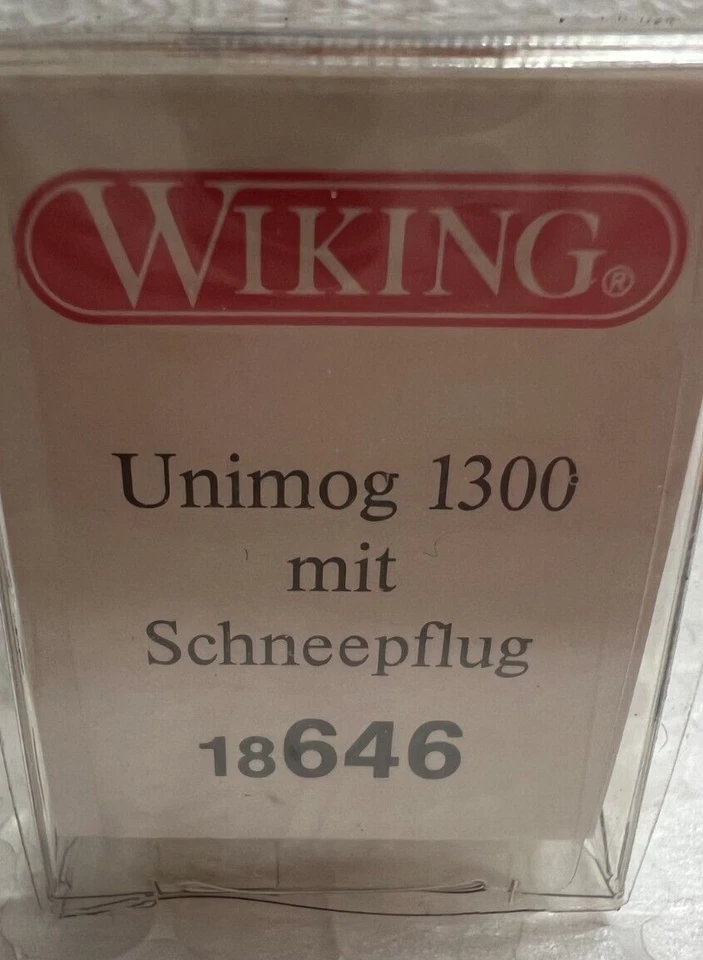 WIKING®
Unimog 1300
mit
Schneepflug
18646